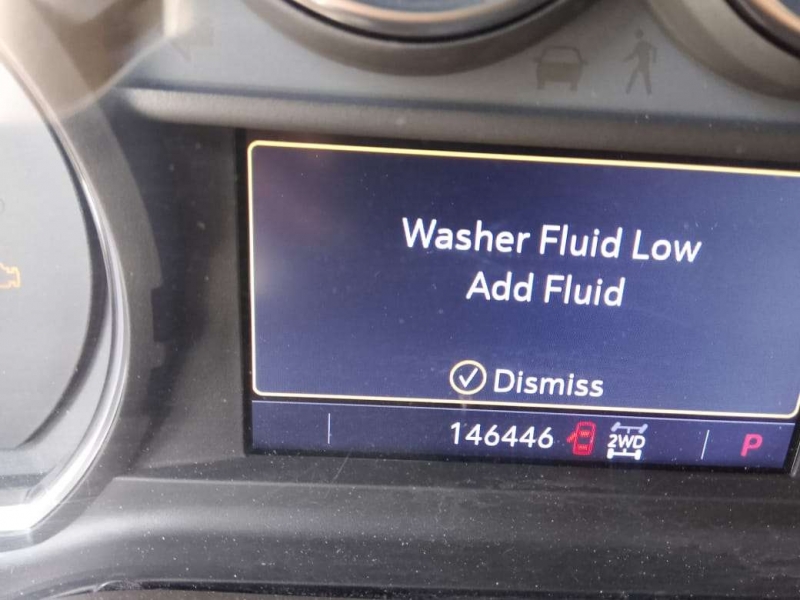 Washer Fluid Low
Add Fluid
Dismiss
146446 2WD P